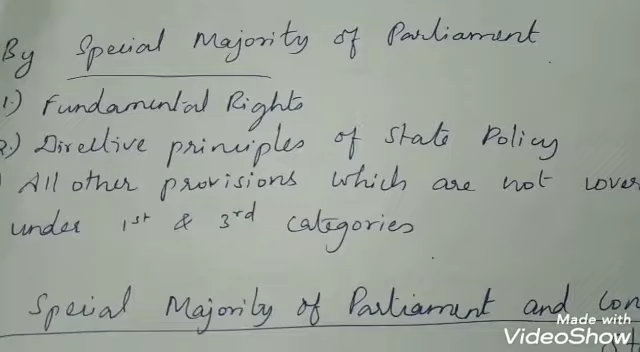 By Special Majority of Parliament
1.) Fundamental Rights
2.) Directive principles of State Policy
All other provisions which are not
under 1st & 3rd categories
Special Majority of Parliament and
Made with
VideoShow